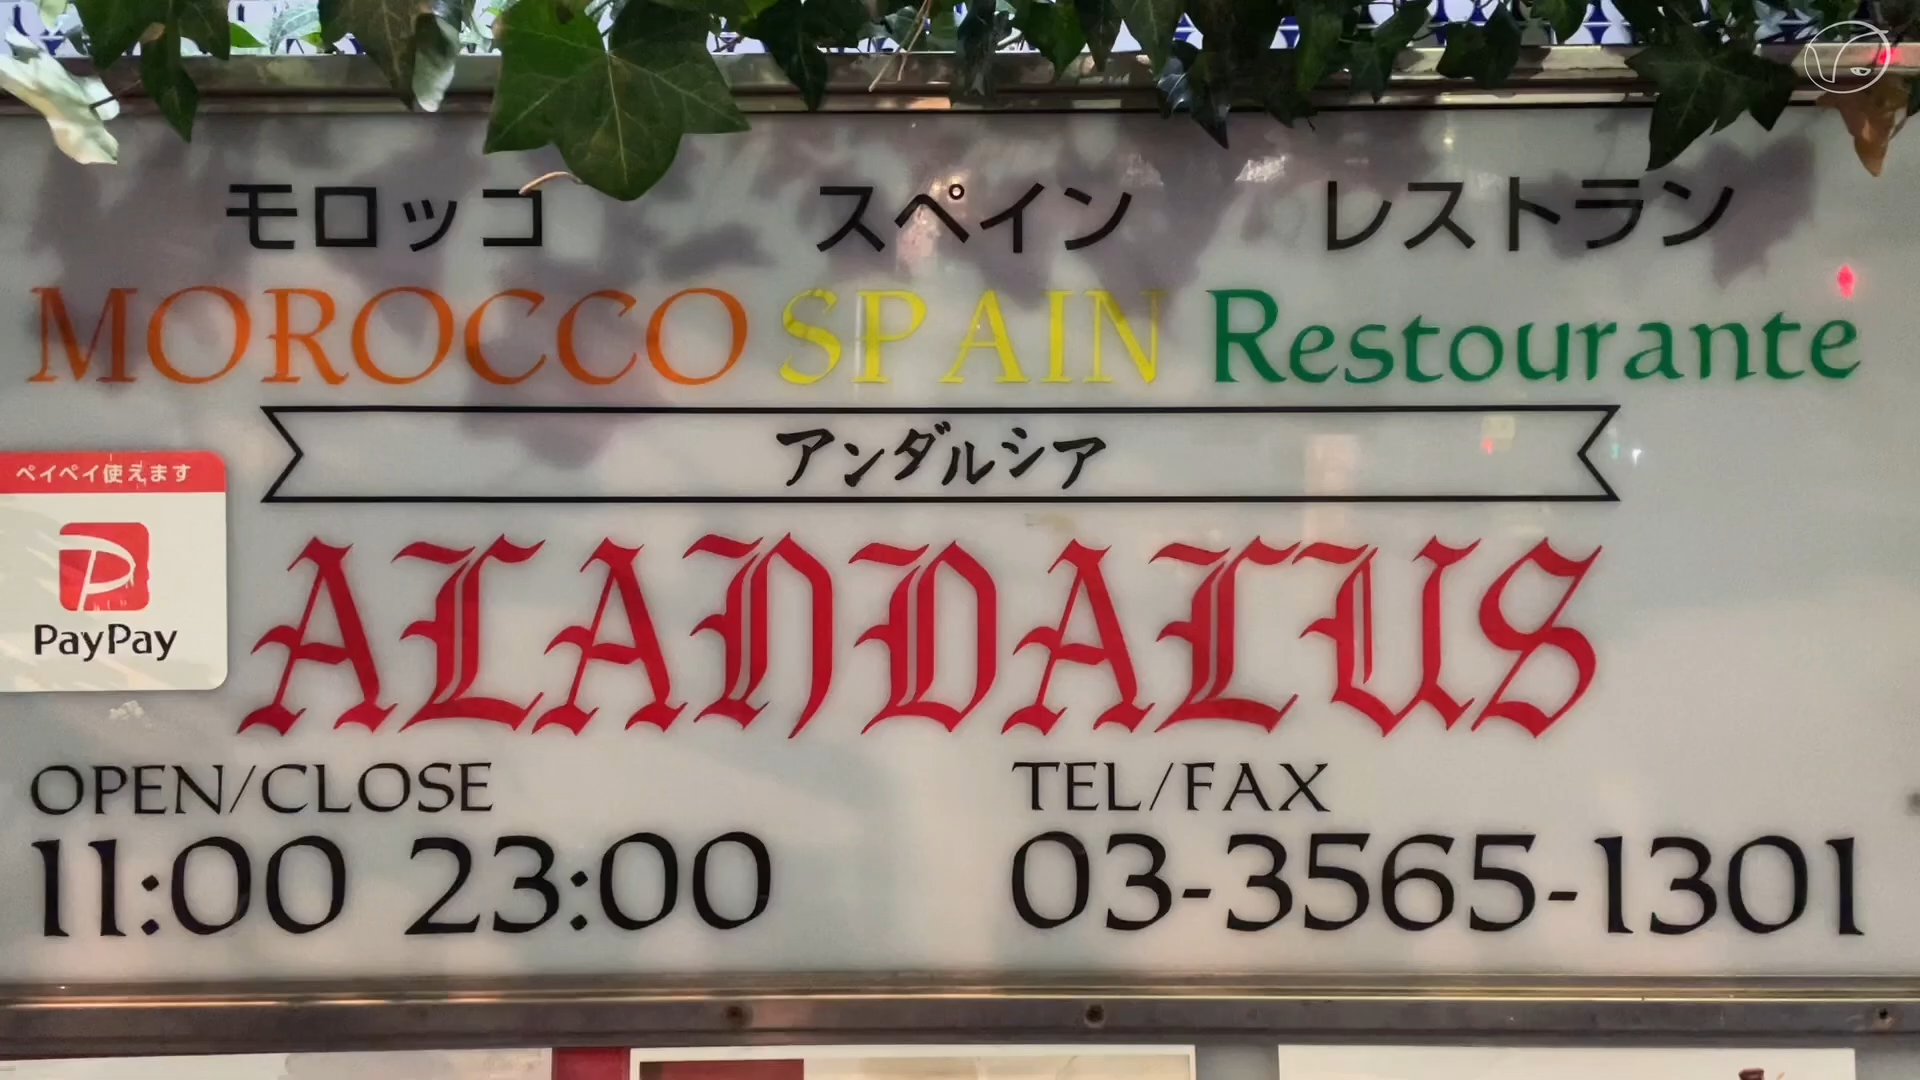 モロッコ スペイン レストラン
MOROCCO SPAIN Restourante
アンダルシア
ペイペイ使えます
PayPay
ALANDALUS
OPEN/CLOSE
11:00 23:00
TEL/FAX
03-3565-1301